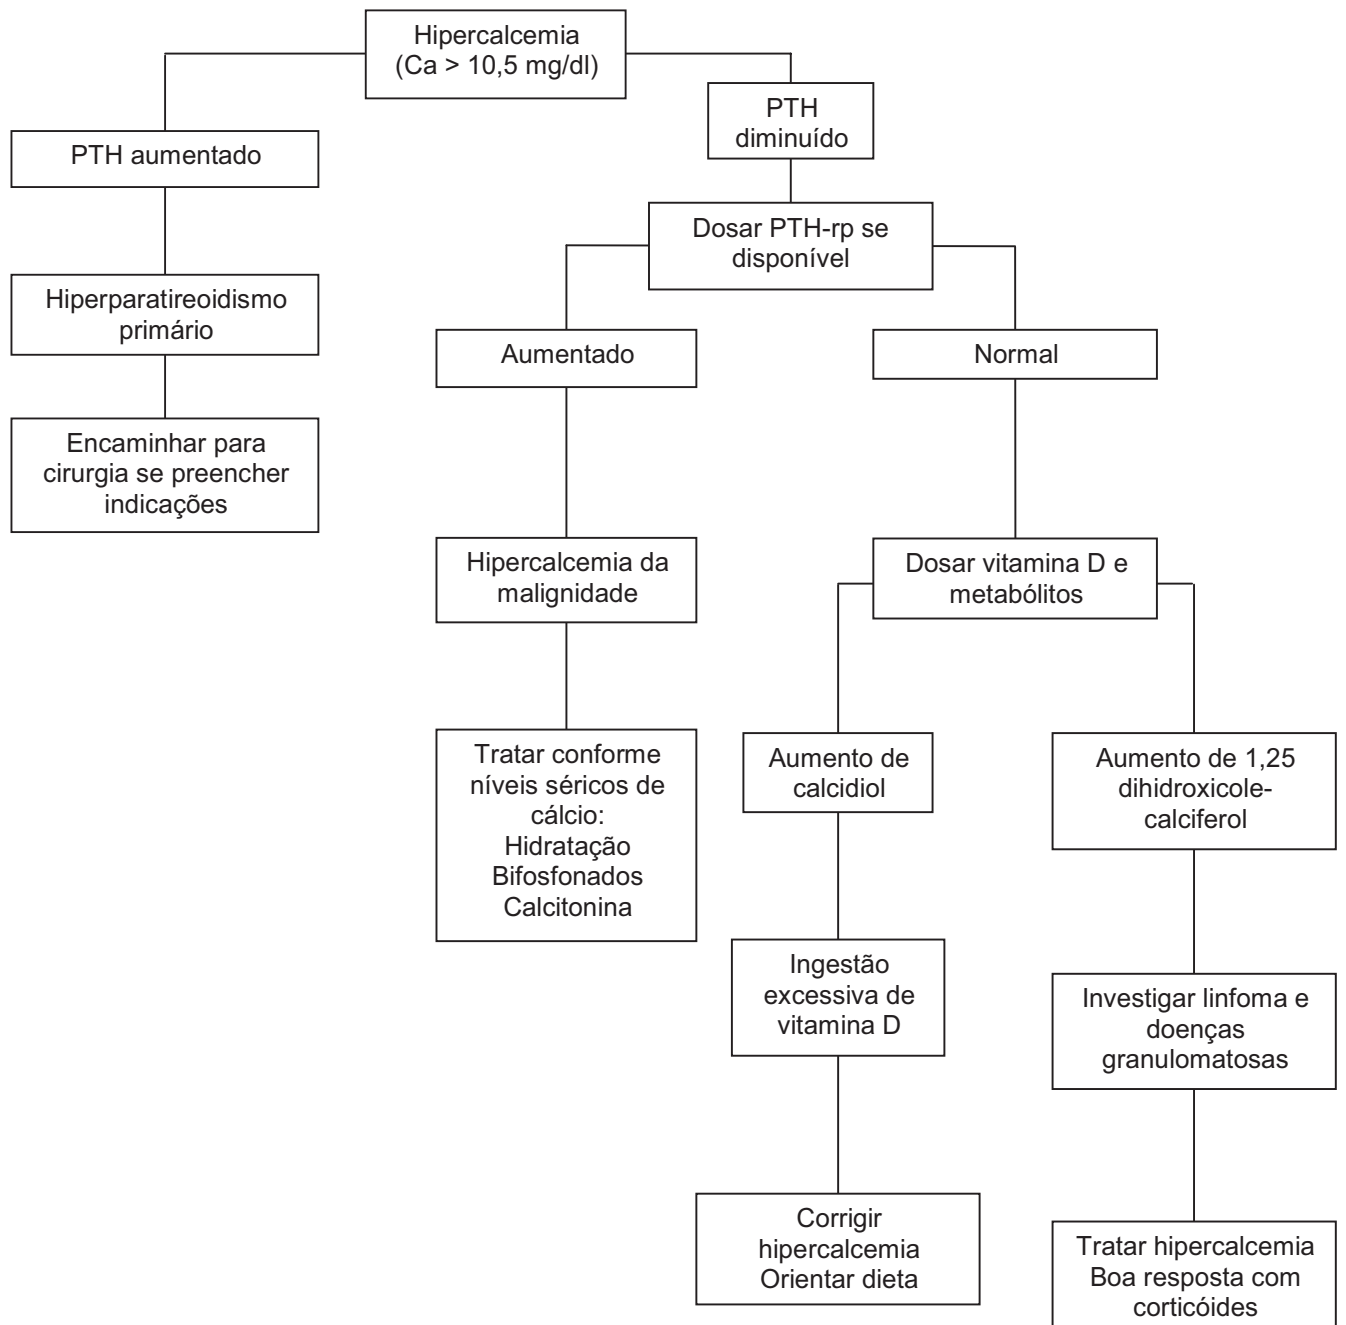 Hipercalcemia
(Ca > 10,5 mg/dl)
PTH aumentado
Hiperparatireoidismo
primário
Encaminhar para
cirurgia se preencher
indicações
PTH
diminuído
Dosar PTH-rp se
disponível
Aumentado
Hipercalcemia da
malignidade
Tratar conforme
níveis séricos de
cálcio:
Hidratação
Bifosfonados
Calcitonina
Normal
Dosar vitamina D e
metabólitos
Aumento de
calcidiol
Ingestão
excessiva de
vitamina D
Corrigir
hipercalcemia
Orientar dieta
Aumento de 1,25
dihidroxicole-
calciferol
Investigar linfoma e
doenças
granulomatosas
Tratar hipercalcemia
Boa resposta com
corticóides